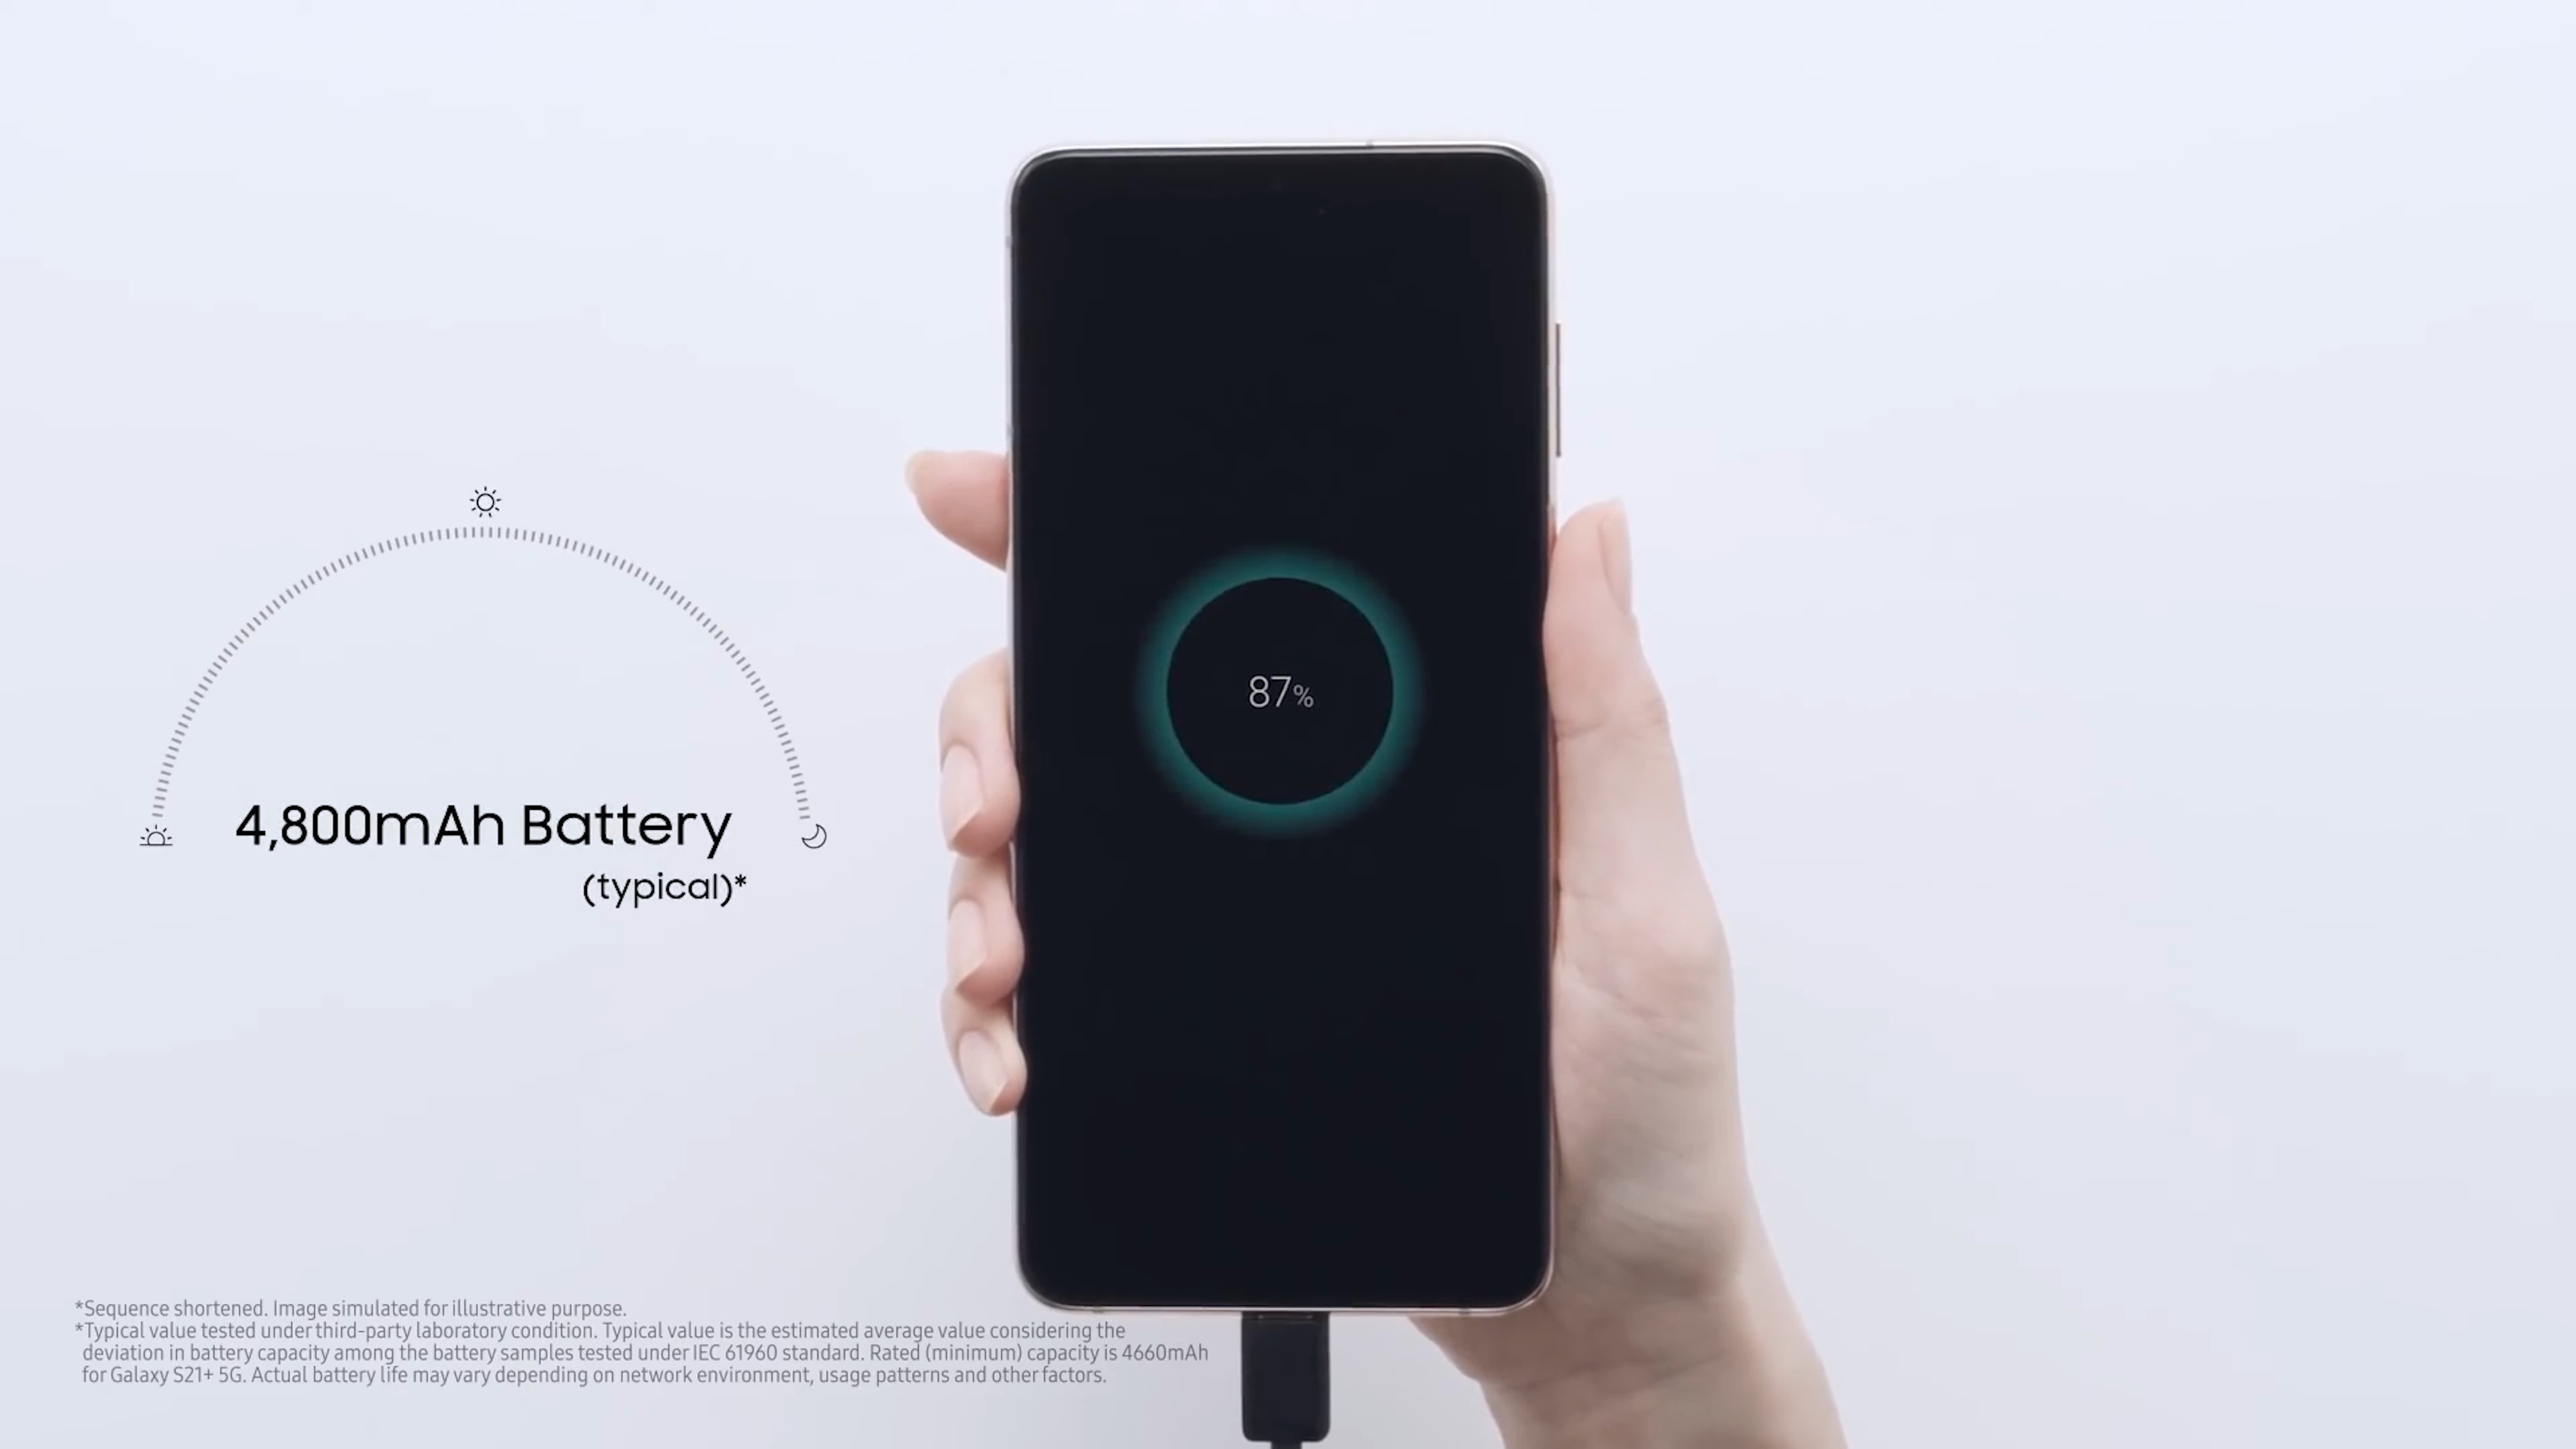 4,800mAh Battery
(typical)*
87%
*Sequence shortened. Image simulated for illustrative purpose.
*Typical value tested under third-party laboratory condition. Typical value is the estimated average value considering the
deviation in battery capacity among the battery samples tested under IEC 61960 standard. Rated (minimum) capacity is 4660mAh
for Galaxy S21+ 5G. Actual battery life may vary depending on network environment, usage patterns and other factors.